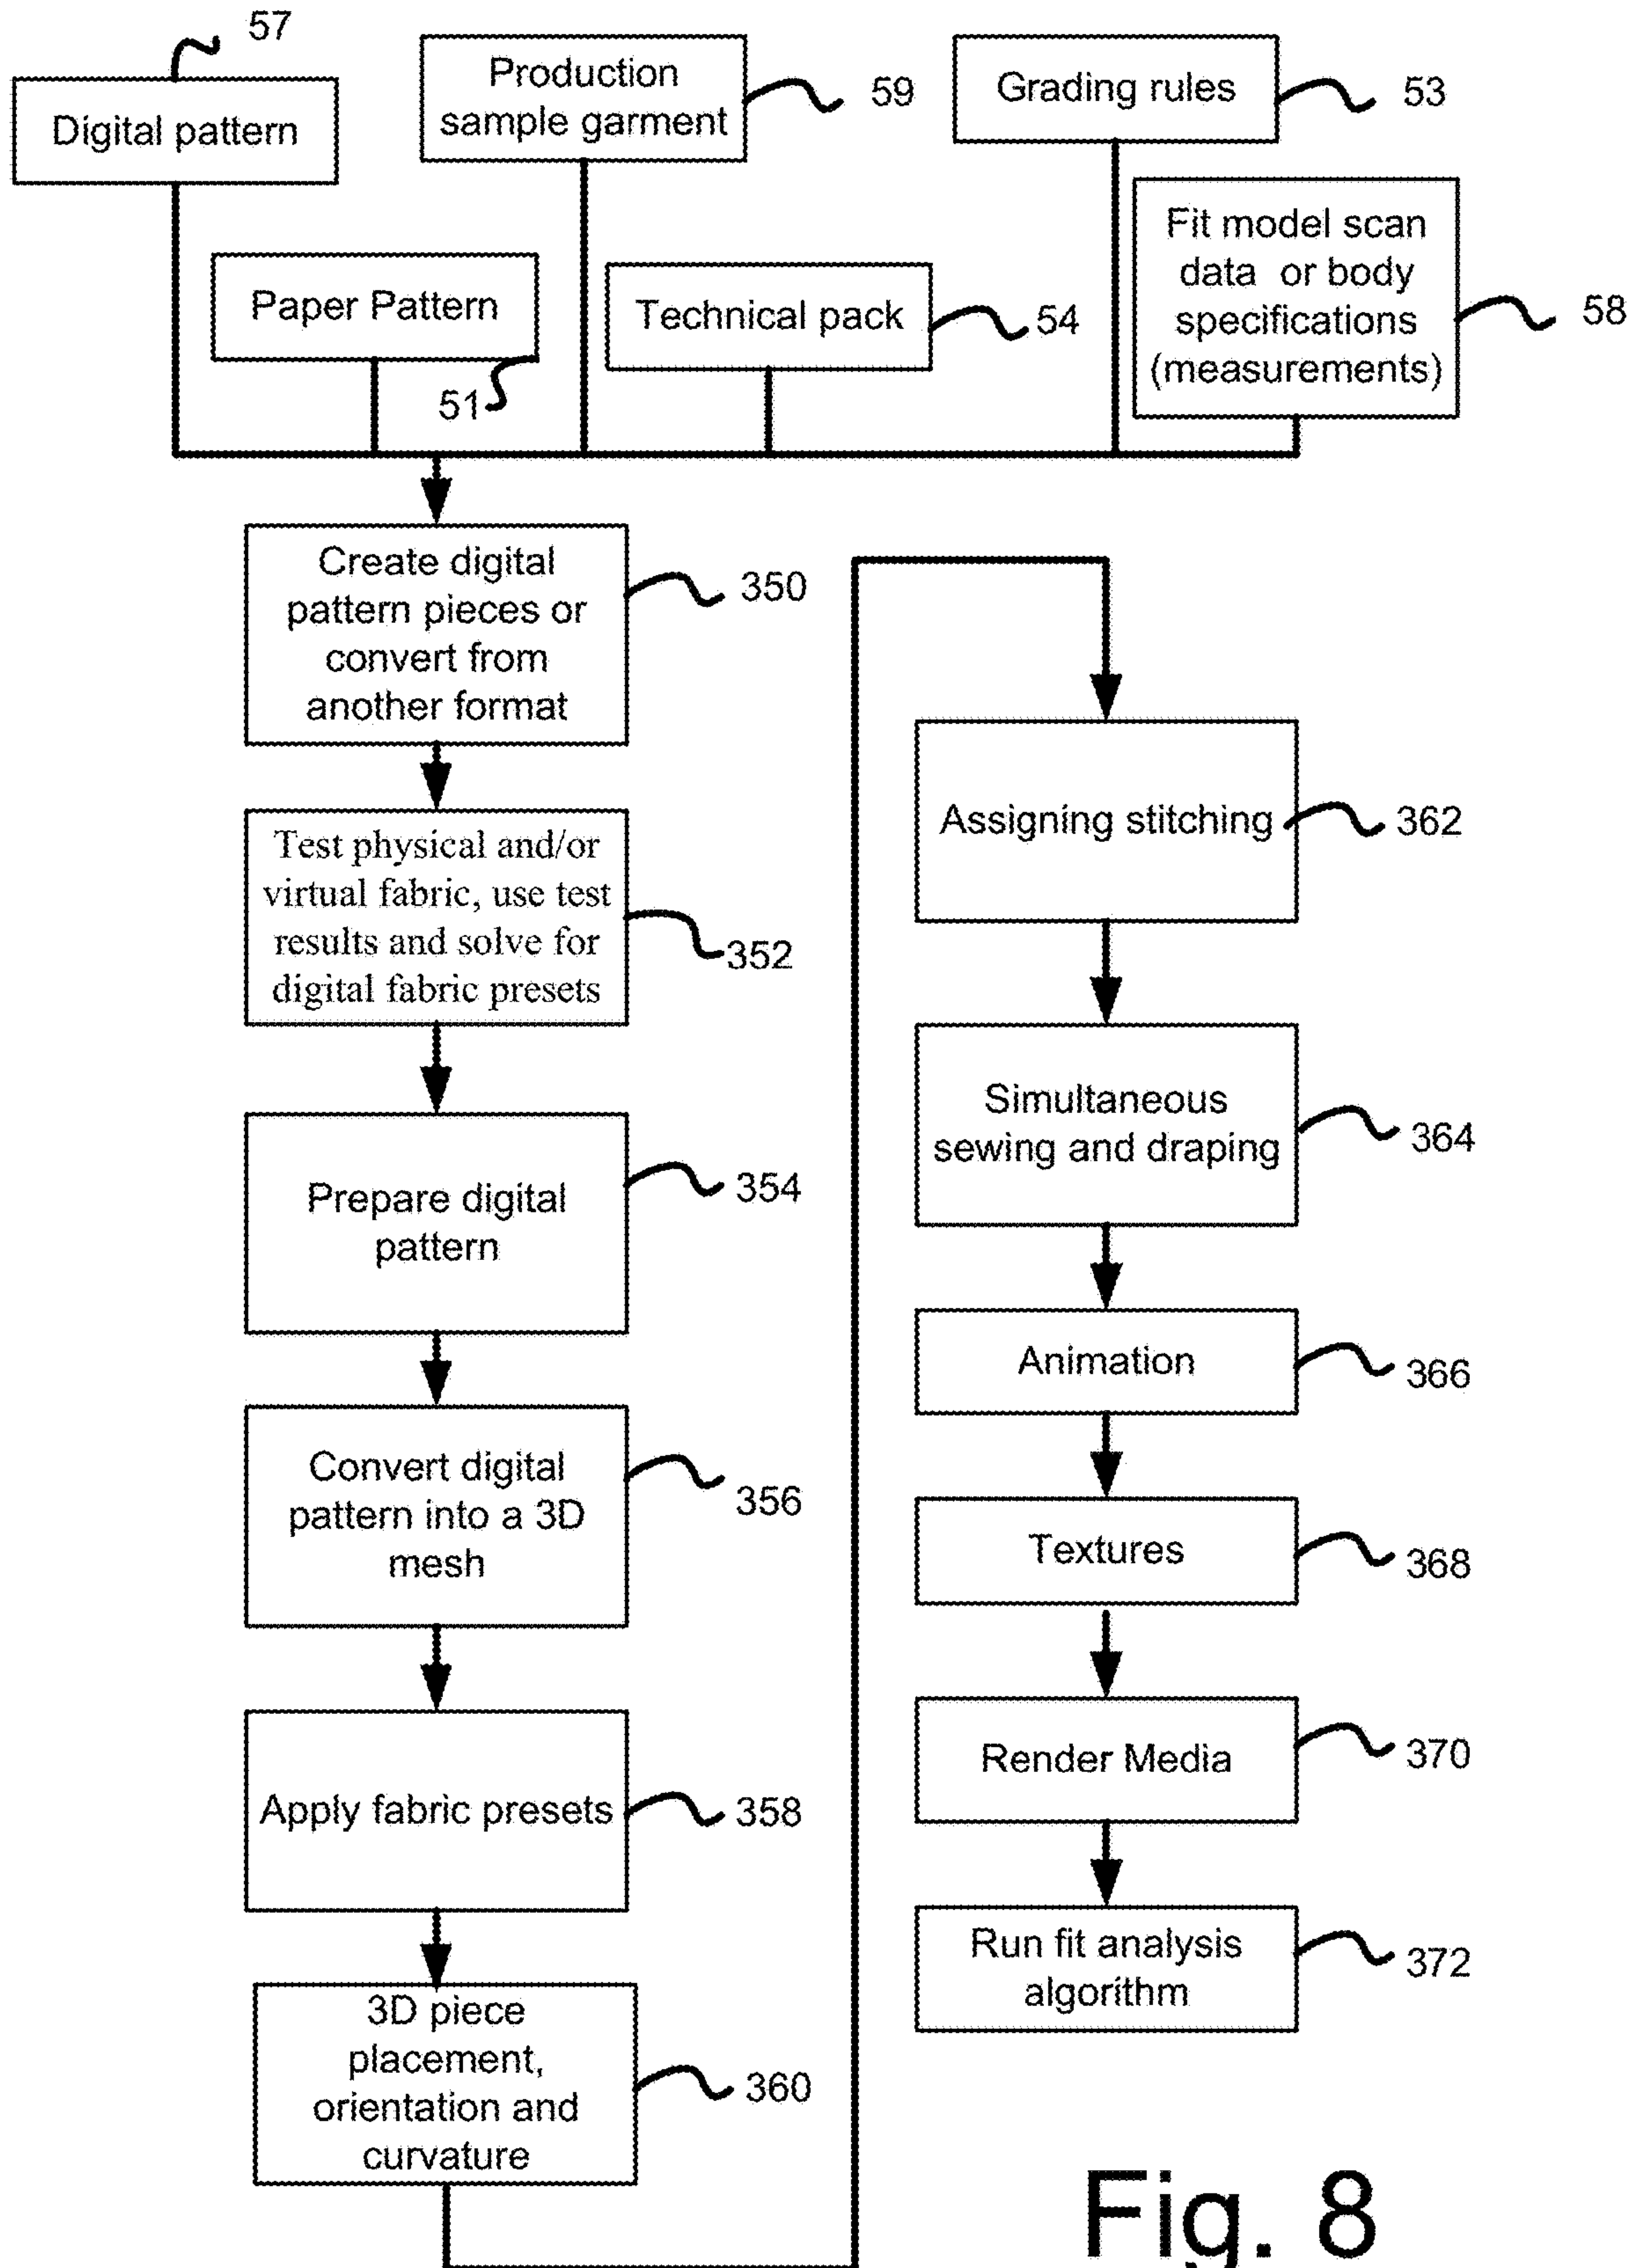 57
Digital pattern
Production
sample garment
59
Grading rules
53
Paper Pattern
51
Technical pack
54
Fit model scan
data or body
specifications
(measurements)
58
Create digital
pattern pieces or
convert from
another format
350
Test physical and/or
virtual fabric, use test
results and solve for
digital fabric presets
352
Prepare digital
pattern
354
Convert digital
pattern into a 3D
mesh
356
Apply fabric presets
358
3D piece
placement,
orientation and
curvature
360
Assigning stitching
362
Simultaneous
sewing and draping
364
Animation
366
Textures
368
Render Media
370
Run fit analysis
algorithm
372
Fig. 8